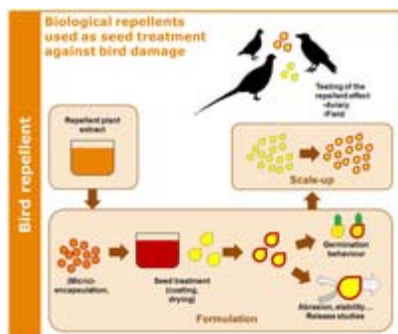 Biological repellents
used as seed treatment
against bird damage
Bird repellent
Testing of the
repellent effect
-Aviary
-Field
Repellent plant
extract
Scale-up
(Micro)
encapsulation,
Seed treatment
(coating,
drying)
Germination
behaviour
Abrasion, stability...
Release studies
Formulation